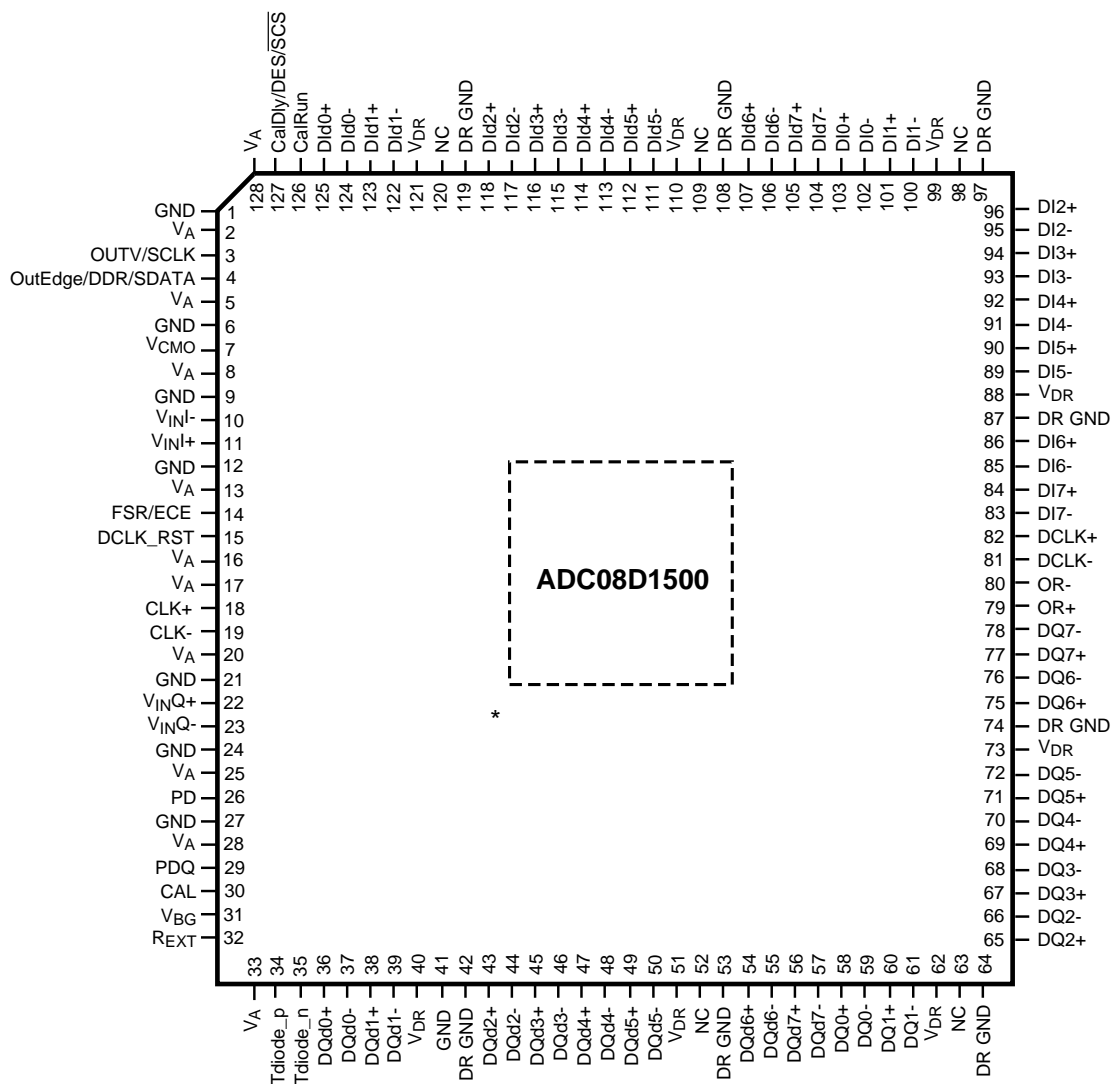 VA
CalDly/DES/SCS
CalRun
DId0+
DId0-
DId1+
DId1-
VDR
NC
DR GND
DId2+
DId2-
DId3+
DId3-
DId4+
DId4-
DId5+
DId5-
VDR
NC
DR GND
DId6+
DId6-
DId7+
DId7-
DI0+
DI0-
DI1+
DI1-
VDR
NC
DR GND
128
127
126
125
124
123
122
121
120
119
118
117
116
115
114
113
112
111
110
109
108
107
106
105
104
103
102
101
100
99
98
97
GND 1
VA 2
OUTV/SCLK 3
OutEdge/DDR/SDATA 4
VA 5
GND 6
VCMO 7
VA 8
GND 9
VINI- 10
VINI+ 11
GND 12
VA 13
FSR/ECE 14
DCLK_RST 15
VA 16
VA 17
CLK+ 18
CLK- 19
VA 20
GND 21
VINQ+ 22
VINQ- 23
GND 24
VA 25
PD 26
GND 27
VA 28
PDQ 29
CAL 30
VBG 31
REXT 32
ADC08D1500
*
96 DI2+
95 DI2-
94 DI3+
93 DI3-
92 DI4+
91 DI4-
90 DI5+
89 DI5-
88 VDR
87 DR GND
86 DI6+
85 DI6-
84 DI7+
83 DI7-
82 DCLK+
81 DCLK-
80 OR-
79 OR+
78 DQ7-
77 DQ7+
76 DQ6-
75 DQ6+
74 DR GND
73 VDR
72 DQ5-
71 DQ5+
70 DQ4-
69 DQ4+
68 DQ3-
67 DQ3+
66 DQ2-
65 DQ2+
33
34
35
36
37
38
39
40
41
42
43
44
45
46
47
48
49
50
51
52
53
54
55
56
57
58
59
60
61
62
63
64
VA
Tdiode_p
Tdiode_n
DQd0+
DQd0-
DQd1+
DQd1-
VDR
GND
DR GND
DQd2+
DQd2-
DQd3+
DQd3-
DQd4+
DQd4-
DQd5+
DQd5-
VDR
NC
DR GND
DQd6+
DQd6-
DQd7+
DQd7-
DQ0+
DQ0-
DQ1+
DQ1-
VDR
NC
DR GND